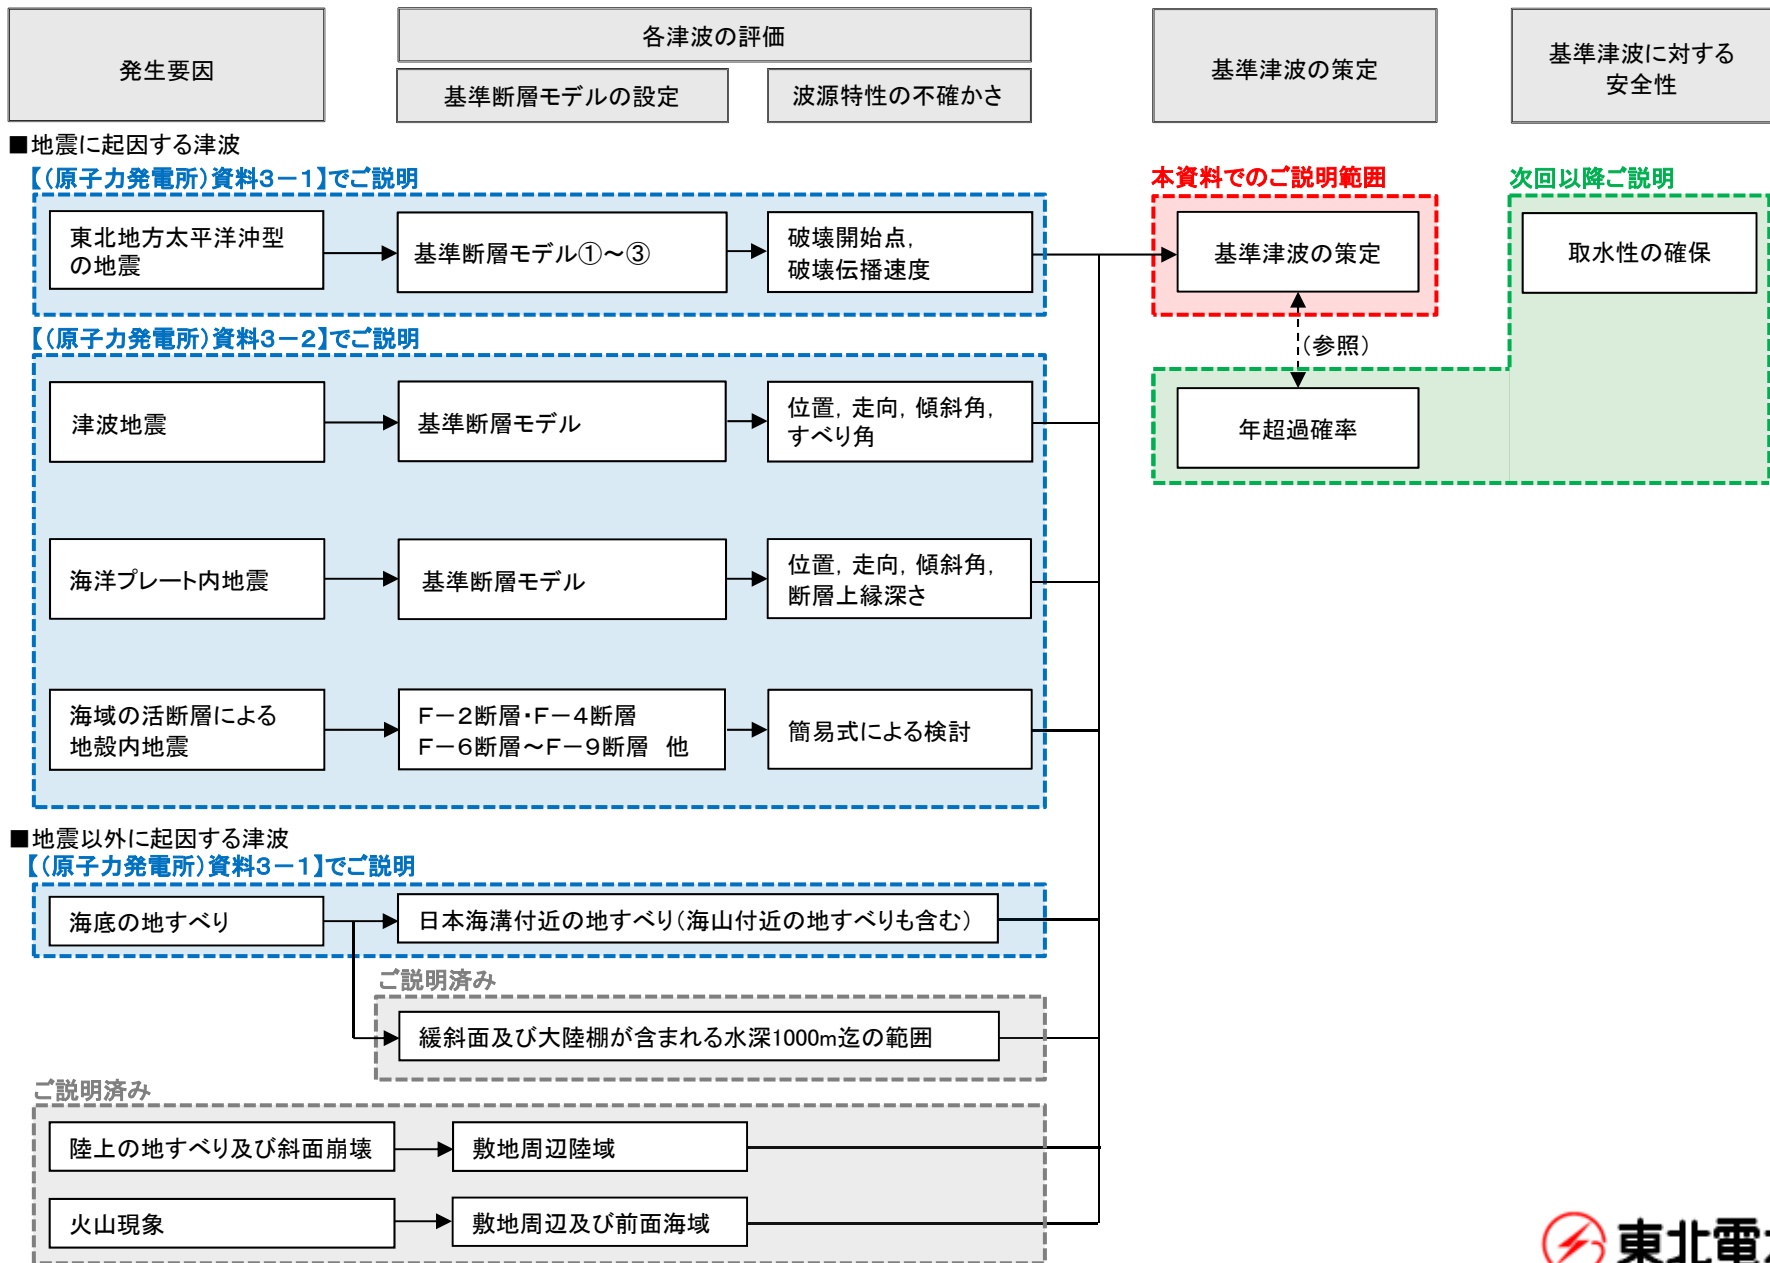 発生要因
各津波の評価
基準断層モデルの設定
波源特性の不確かさ
基準津波の策定
基準津波に対する
安全性
■地震に起因する津波
【(原子力発電所)資料3-1】でご説明
本資料でのご説明範囲
次回以降ご説明
東北地方太平洋沖型
の地震
基準断層モデル①～③
破壊開始点,
破壊伝播速度
基準津波の策定
取水性の確保
(参照)
年超過確率
【(原子力発電所)資料3-2】でご説明
津波地震
基準断層モデル
位置, 走向, 傾斜角,
すべり角
海洋プレート内地震
基準断層モデル
位置, 走向, 傾斜角,
断層上縁深さ
海域の活断層による
地殻内地震
F-2断層・F-4断層
F-6断層～F-9断層 他
簡易式による検討
■地震以外に起因する津波
【(原子力発電所)資料3-1】でご説明
海底の地すべり
日本海溝付近の地すべり(海山付近の地すべりも含む)
ご説明済み
緩斜面及び大陸棚が含まれる水深1000m迄の範囲
ご説明済み
陸上の地すべり及び斜面崩壊
敷地周辺陸域
火山現象
敷地周辺及び前面海域
東北電